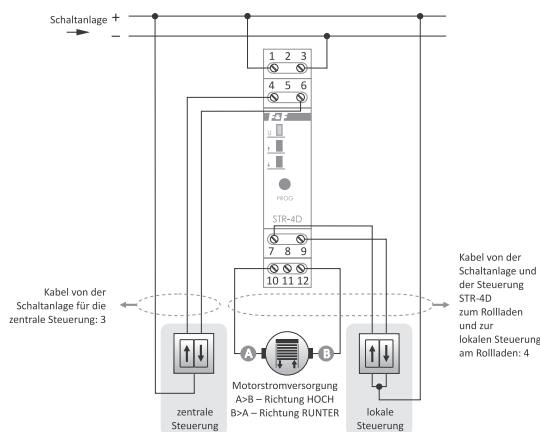 Schaltanlage +
–
1 2 3
4 5 6
F&F
U
↑
↓
PROG
STR-4D
7 8 9
10 11 12
Kabel von der
Schaltanlage für die
zentrale Steuerung: 3
Kabel von der
Schaltanlage und
der Steuerung
STR-4D
zum Rollladen
und zur
lokalen Steuerung
am Rollladen: 4
A
B
Motorstromversorgung
A>B – Richtung HOCH
B>A – Richtung RUNTER
zentrale
Steuerung
lokale
Steuerung